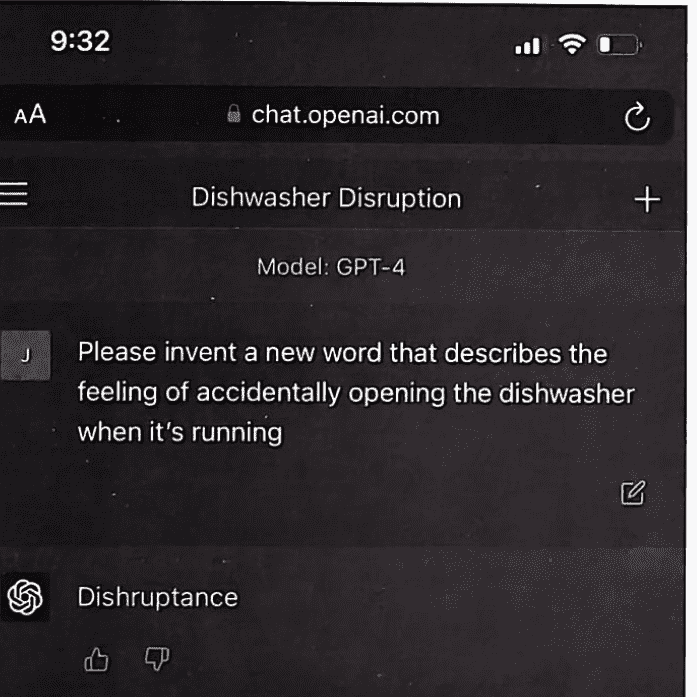 9:32
AA chat.openai.com
Dishwasher Disruption
Model: GPT-4
J Please invent a new word that describes the
feeling of accidentally opening the dishwasher
when it's running
Dishruptance